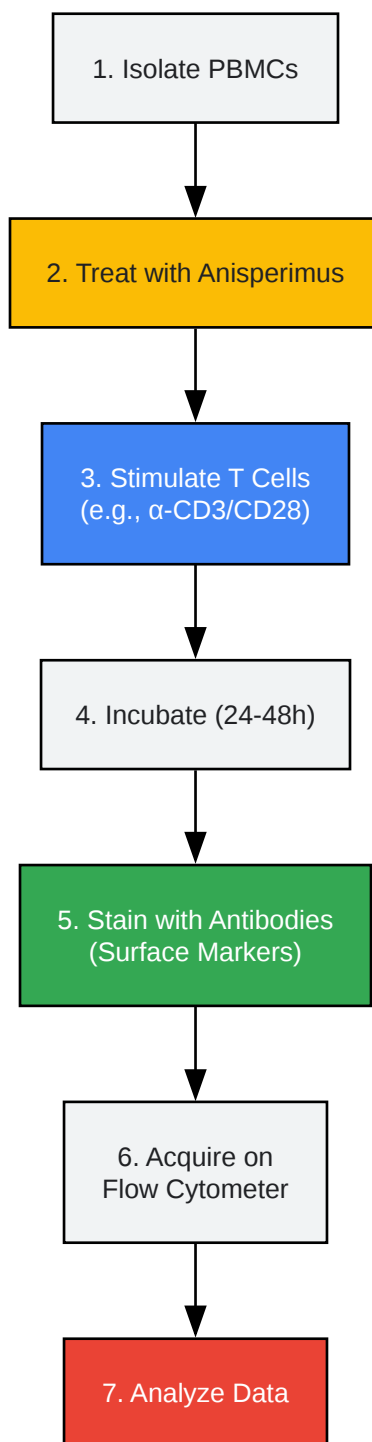 1. Isolate PBMCs
2. Treat with Anisperimus
3. Stimulate T Cells
(e.g., α-CD3/CD28)
4. Incubate (24-48h)
5. Stain with Antibodies
(Surface Markers)
6. Acquire on
Flow Cytometer
7. Analyze Data